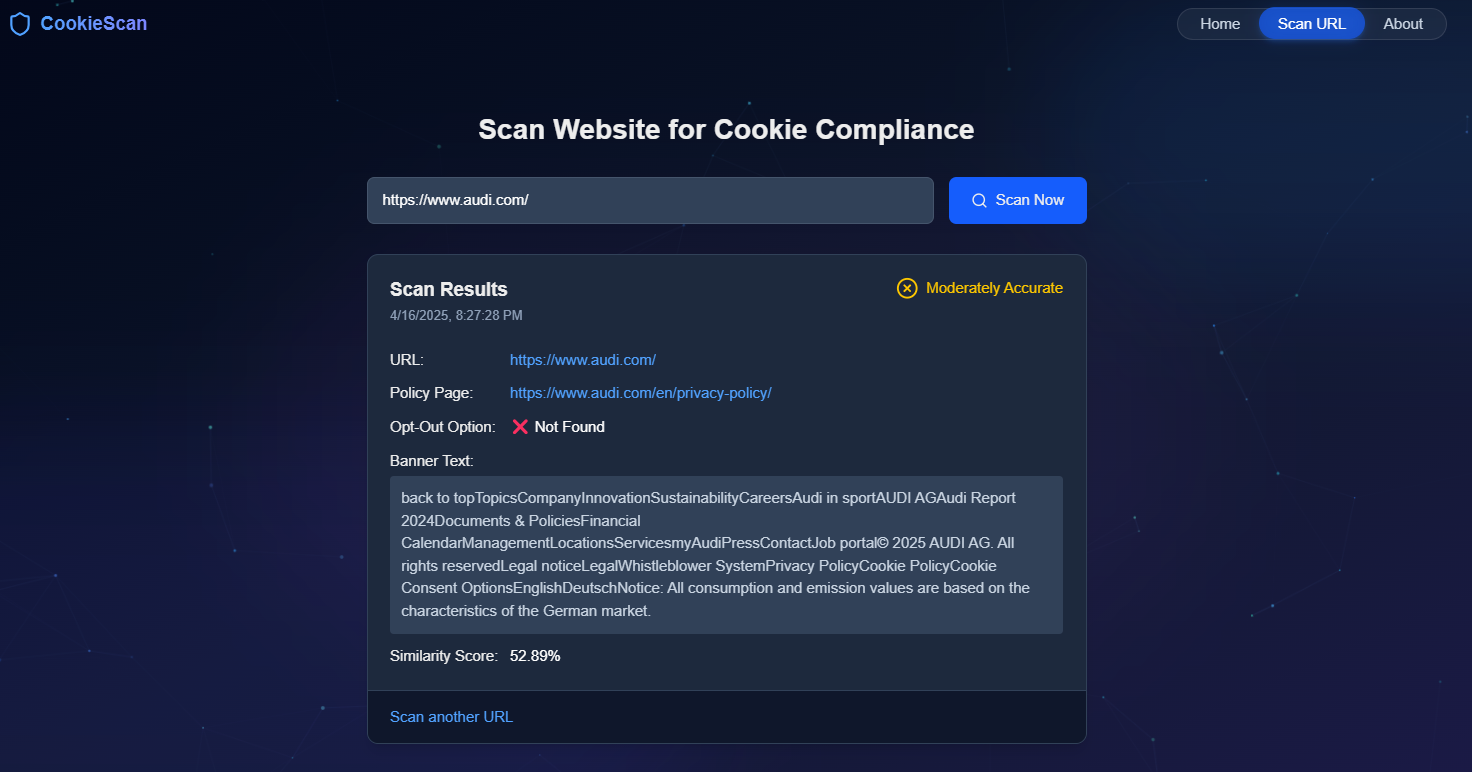 CookieScan
Home
Scan URL
About
Scan Website for Cookie Compliance
https://www.audi.com/
Scan Now
Scan Results
Moderately Accurate
4/16/2025, 8:27:28 PM
URL: https://www.audi.com/
Policy Page: https://www.audi.com/en/privacy-policy/
Opt-Out Option: ❌ Not Found
Banner Text:
back to topTopicsCompanyInnovationSustainabilityCareersAudi in sportAUDI AGAudi Report
2024Documents & PoliciesFinancial
CalendarManagementLocationsServicesmyAudiPressContactJob portal© 2025 AUDI AG. All
rights reservedLegal noticeLegalWhistleblower SystemPrivacy PolicyCookie PolicyCookie
Consent OptionsEnglishDeutschNotice: All consumption and emission values are based on the
characteristics of the German market.
Similarity Score: 52.89%
Scan another URL